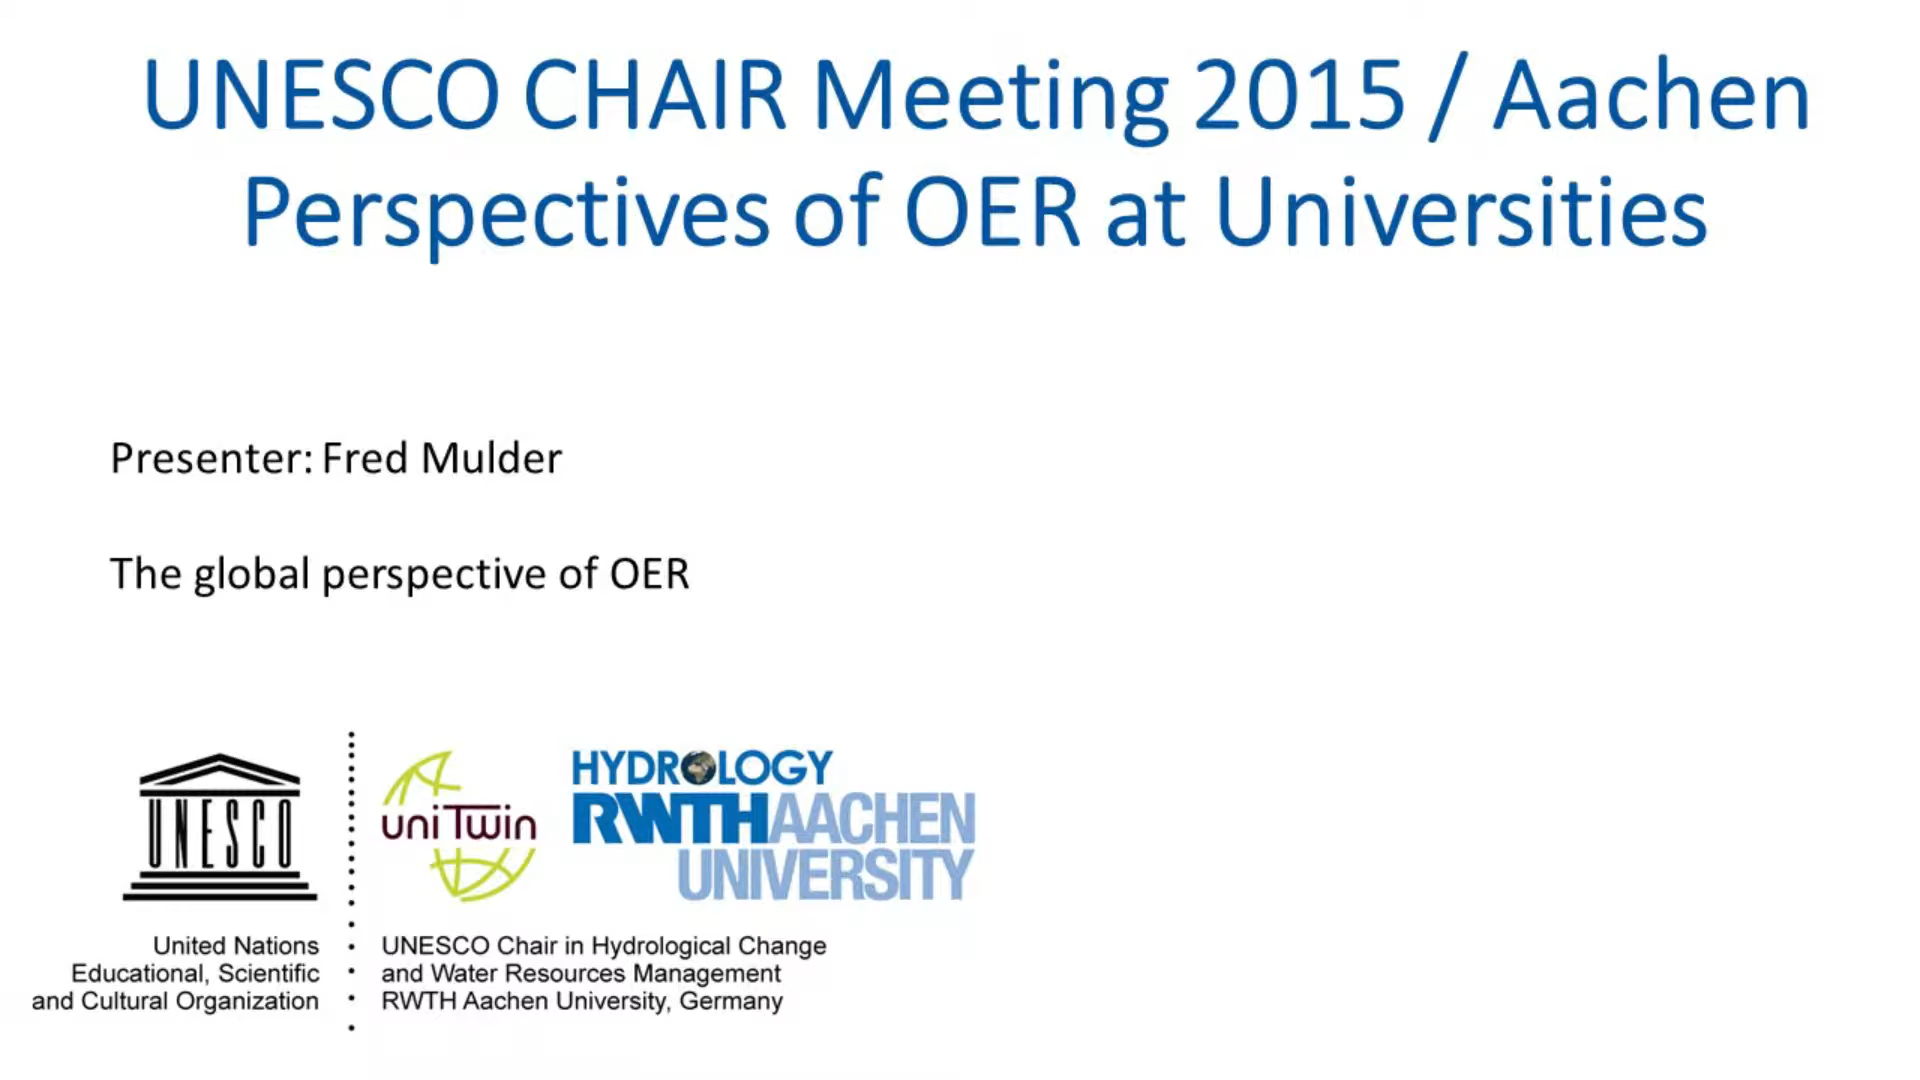 UNESCO CHAIR Meeting 2015 / Aachen
Perspectives of OER at Universities
Presenter: Fred Mulder
The global perspective of OER
UNESCO
uniTwin
HYDROLOGY
RWTHAACHEN
UNIVERSITY
United Nations
Educational, Scientific
and Cultural Organization
UNESCO Chair in Hydrological Change
and Water Resources Management
RWTH Aachen University, Germany